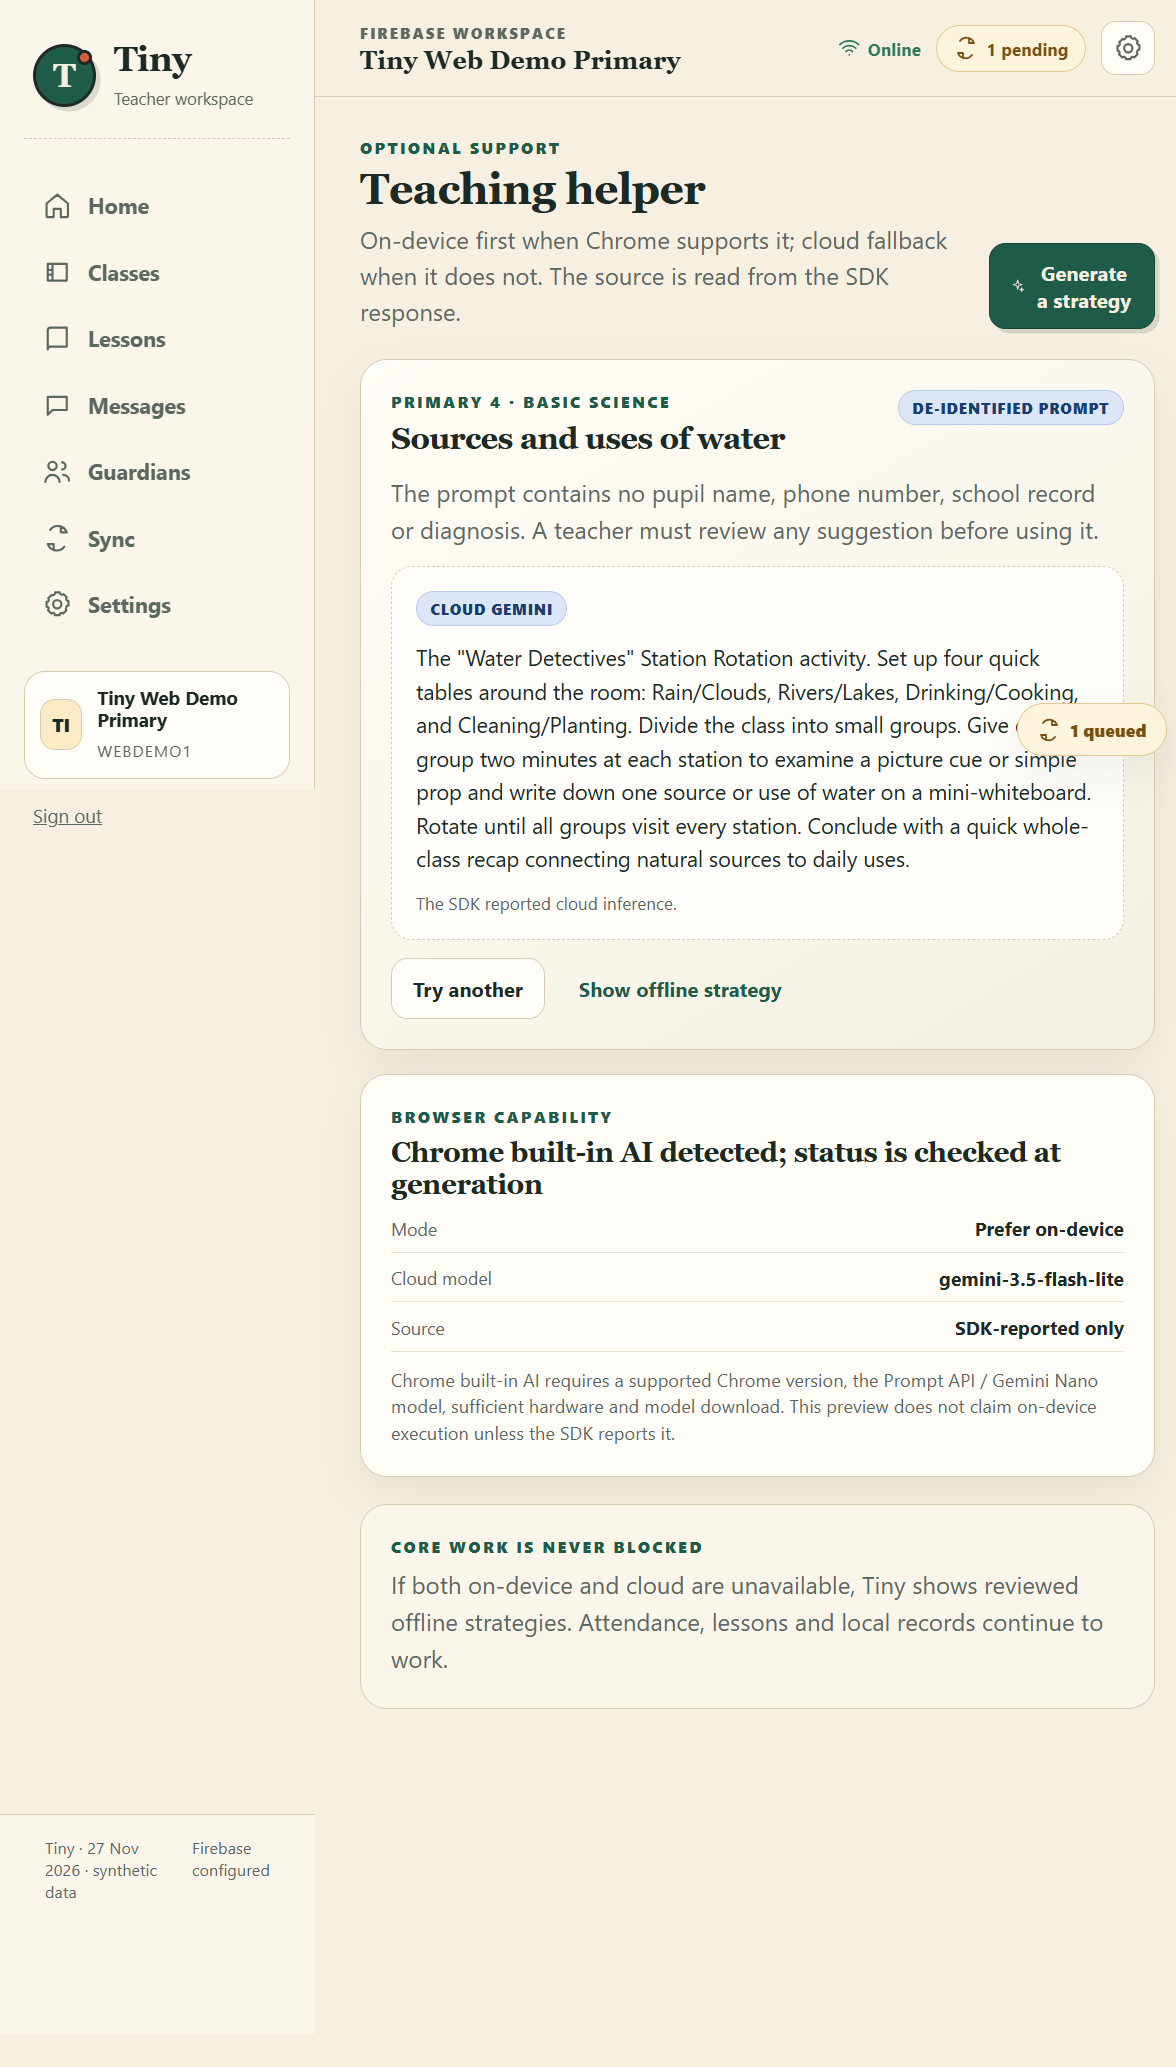 T
Tiny
Teacher workspace
Home
Classes
Lessons
Messages
Guardians
Sync
Settings
TI
Tiny Web Demo
Primary
WEBDEMO1
Sign out
FIREBASE WORKSPACE
Tiny Web Demo Primary
Online
1 pending
OPTIONAL SUPPORT
Teaching helper
On-device first when Chrome supports it; cloud fallback
when it does not. The source is read from the SDK
response.
Generate
a strategy
PRIMARY 4 · BASIC SCIENCE
DE-IDENTIFIED PROMPT
Sources and uses of water
The prompt contains no pupil name, phone number, school record
or diagnosis. A teacher must review any suggestion before using it.
CLOUD GEMINI
The "Water Detectives" Station Rotation activity. Set up four quick
tables around the room: Rain/Clouds, Rivers/Lakes, Drinking/Cooking,
and Cleaning/Planting. Divide the class into small groups. Give
1 queued
group two minutes at each station to examine a picture cue or simple
prop and write down one source or use of water on a mini-whiteboard.
Rotate until all groups visit every station. Conclude with a quick whole-
class recap connecting natural sources to daily uses.
The SDK reported cloud inference.
Try another
Show offline strategy
BROWSER CAPABILITY
Chrome built-in AI detected; status is checked at
generation
Mode
Prefer on-device
Cloud model
gemini-3.5-flash-lite
Source
SDK-reported only
Chrome built-in AI requires a supported Chrome version, the Prompt API / Gemini Nano
model, sufficient hardware and model download. This preview does not claim on-device
execution unless the SDK reports it.
CORE WORK IS NEVER BLOCKED
If both on-device and cloud are unavailable, Tiny shows reviewed
offline strategies. Attendance, lessons and local records continue to
work.
Tiny · 27 Nov
2026 · synthetic
data
Firebase
configured